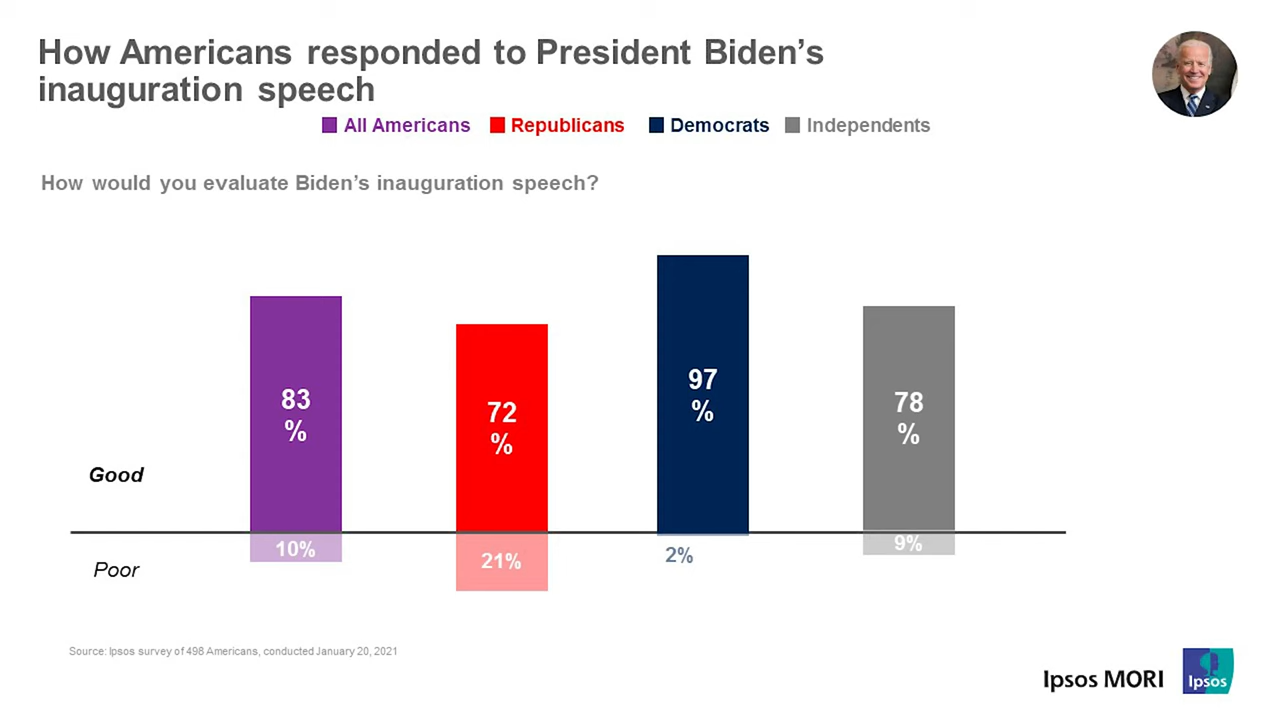 How Americans responded to President Biden's
inauguration speech
All Americans Republicans Democrats Independents
How would you evaluate Biden's inauguration speech?
83
%
72
%
97
%
78
%
Good
10%
21%
2%
9%
Poor
Source: Ipsos survey of 498 Americans, conducted January 20, 2021
Ipsos MORI
Ipsos